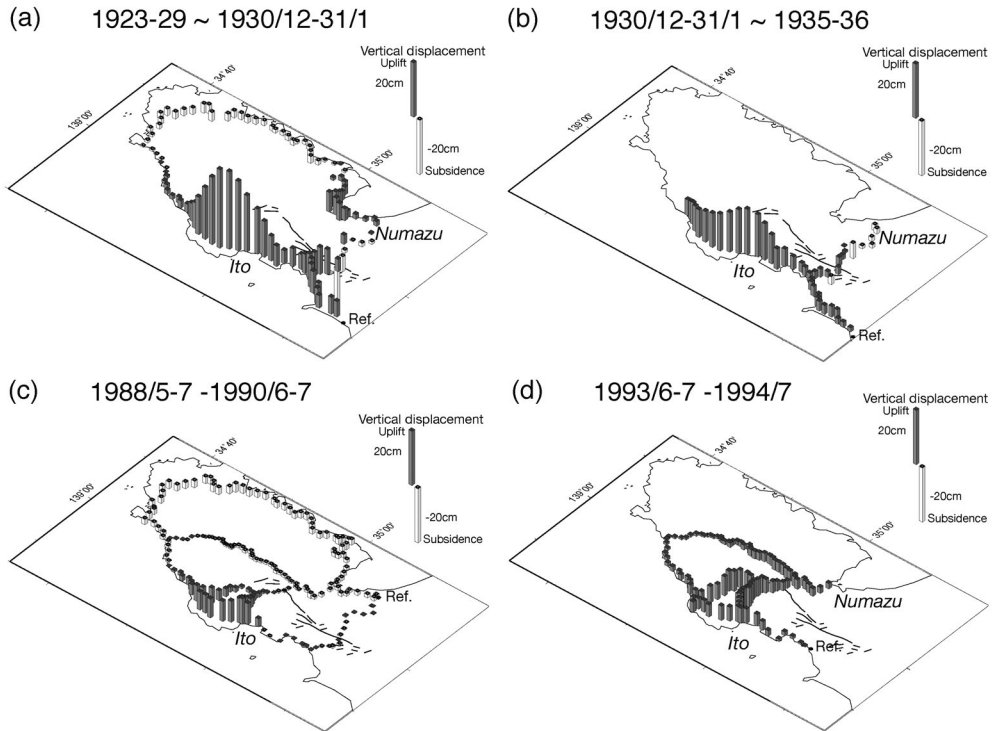 (a) 1923-29 ~ 1930/12-31/1
Vertical displacement
Uplift
20cm
-20cm
Subsidence
34°40'
139°00'
35°00'
Numazu
Ito
Ref.
(b) 1930/12-31/1 ~ 1935-36
Vertical displacement
Uplift
20cm
-20cm
Subsidence
34°40'
139°00'
35°00'
Numazu
Ito
Ref.
(c) 1988/5-7 -1990/6-7
Vertical displacement
Uplift
20cm
-20cm
Subsidence
34°40'
139°00'
35°00'
Ref.
Ito
(d) 1993/6-7 -1994/7
Vertical displacement
Uplift
20cm
-20cm
Subsidence
34°40'
139°00'
35°00'
Numazu
Ito
Ref.